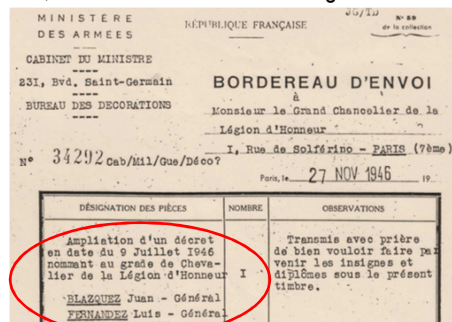 MINISTÈRE
DES ARMÉES
RÉPUBLIQUE FRANÇAISE
JG/TD
N° 59
de la collection
CABINET DU MINISTRE
231, Bvd. Saint-Germain
BUREAU DES DECORATIONS
BORDEREAU D'ENVOI
à
Monsieur le Grand Chancelier de la
Légion d'Honneur
I, Rue de Solférino - PARIS (7ème)
N° 34292 Cab/Mil/Gue/Déco?
Paris, le 27 NOV 1946 19
DÉSIGNATION DES PIÈCES
NOMBRE
OBSERVATIONS
Ampliation d'un décret
en date du 9 Juillet I946
nommant au grade de Cheva-
lier de la Légion d'Honneur
I
BLAZQUEZ Juan - Général
FERNANDEZ Luis - Général
Transmis avec prière
de bien vouloir faire par
venir les insignes et
diplômes sous le présent
timbre.